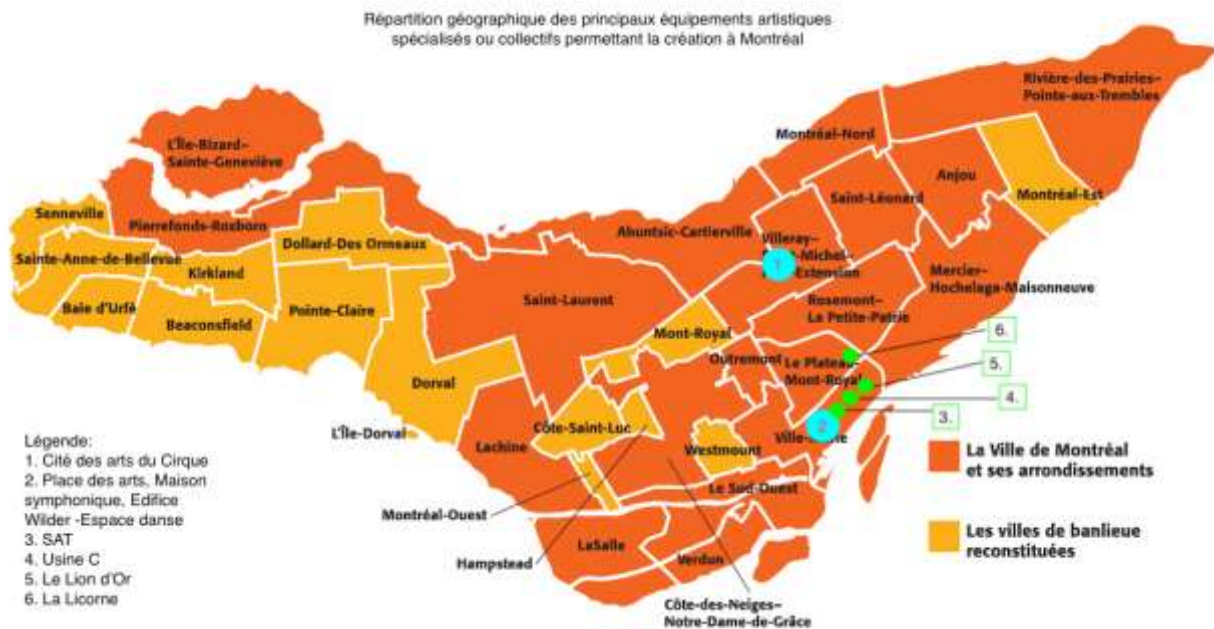 Répartition géographique des principaux équipements artistiques
spécialisés ou collectifs permettant la création à Montréal
Rivière-des-Prairies–
Pointe-aux-Trembles
Montréal-Nord
L'Île-Bizard–
Sainte-Geneviève
Anjou
Saint-Léonard
Montréal-Est
Senneville
Pierrefonds-Roxboro
Ahuntsic-Cartierville
Villeray–
-Michel–
Extension
1
Dollard-Des Ormeaux
Sainte-Anne-de-Bellevue
Kirkland
Mercier–
Hochelaga-Maisonneuve
Saint-Laurent
Baie d'Urfé
Pointe-Claire
Rosemont–
La Petite-Patrie
Beaconsfield
Mont-Royal
6.
Outremont
Le Plateau
Mont-Royal
5.
Dorval
4.
3.
2
Ville-
L'Île-Dorval
Côte-Saint-Luc
Lachine
Westmount
Le Sud-Ouest
Montréal-Ouest
LaSalle
Hampstead
Verdun
Côte-des-Neiges–
Notre-Dame-de-Grâce
Légende:
1. Cité des arts du Cirque
2. Place des arts, Maison
symphonique, Edifice
Wilder -Espace danse
3. SAT
4. Usine C
5. Le Lion d'Or
6. La Licorne
La Ville de Montréal
et ses arrondissements
Les villes de banlieue
reconstituées